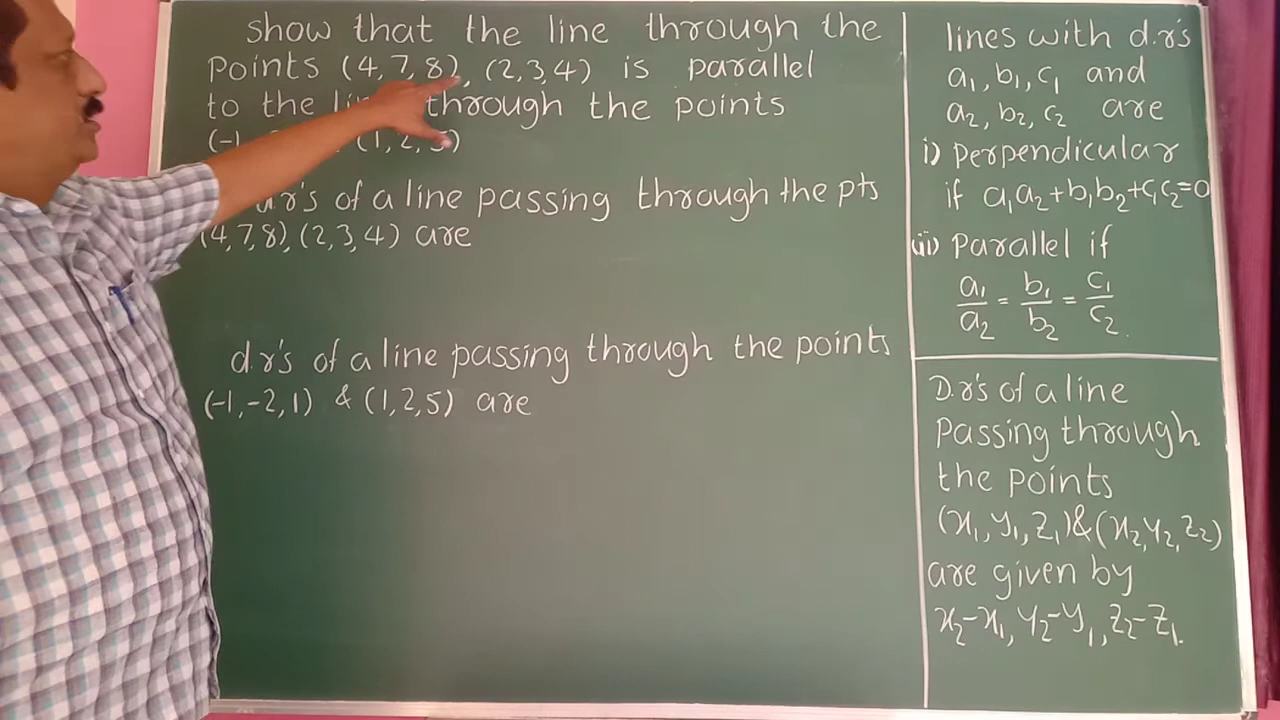 show that the line through the
points (4,7,8), (2,3,4) is parallel
to the through the points
(-1, (1,2,5)
d.r's of a line passing through the pts
(4,7,8), (2,3,4) are
d.r's of a line passing through the points
(-1,-2,1) & (1,2,5) are
lines with d.r's
a₁, b₁, c₁ and
a₂, b₂, c₂ are
i) perpendicular
if a₁a₂+b₁b₂+c₁c₂=0
ii) parallel if
a₁/a₂ = b₁/b₂ = c₁/c₂.
D.r's of a line
passing through
the points
(x₁, y₁, z₁)&(x₂,y₂,z₂)
are given by
x₂-x₁, y₂-y₁, z₂-z₁.